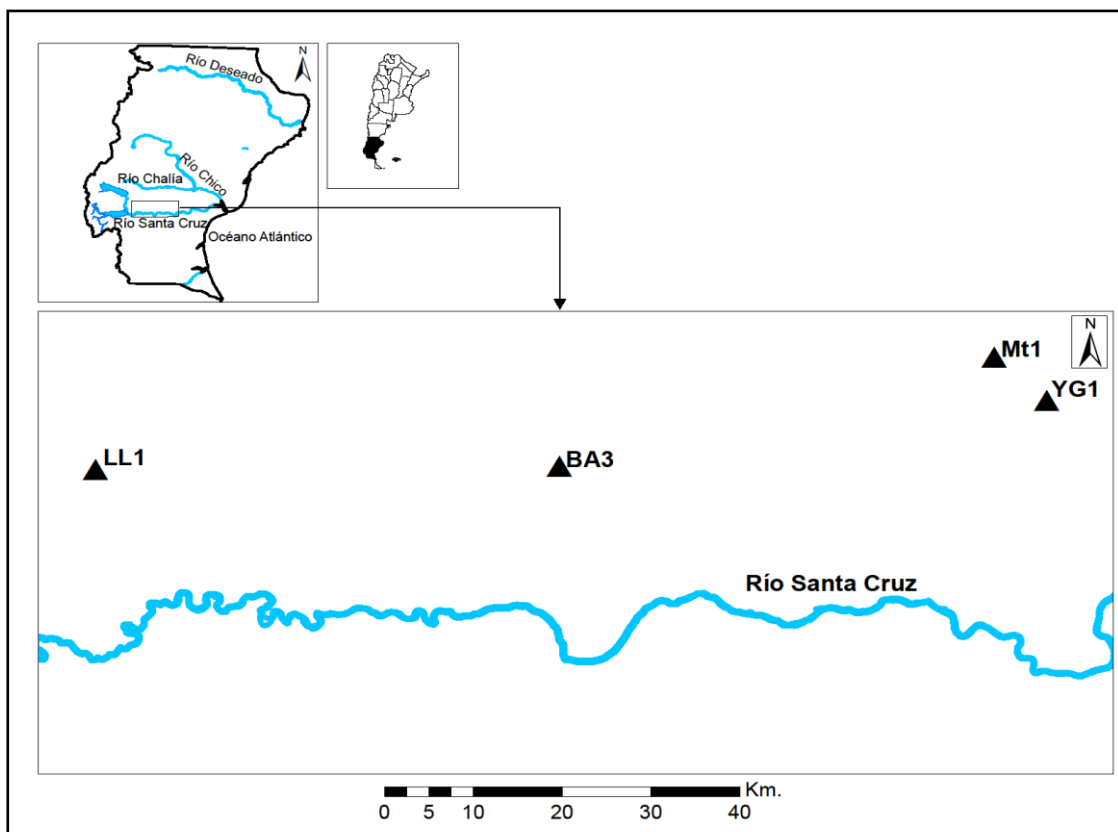 N
Río Deseado
Río Chico
Río Chalía
Río Santa Cruz
Océano Atlántico
N
Mt1
YG1
LL1
BA3
Río Santa Cruz
Km.
0 5 10 20 30 40